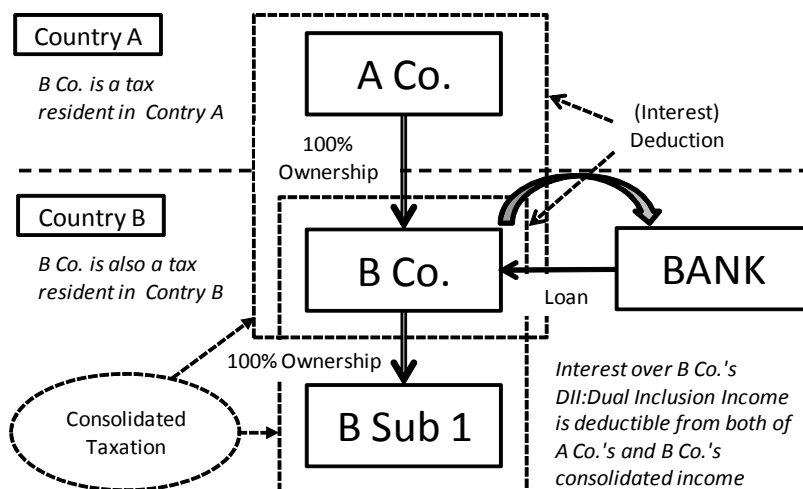 Country A
B Co. is a tax
resident in Contry A
A Co.
(Interest)
Deduction
100%
Ownership
Country B
B Co. is also a tax
resident in Contry B
B Co.
BANK
Loan
100% Ownership
Consolidated
Taxation
B Sub 1
Interest over B Co.'s
DII:Dual Inclusion Income
is deductible from both of
A Co.'s and B Co.'s
consolidated income